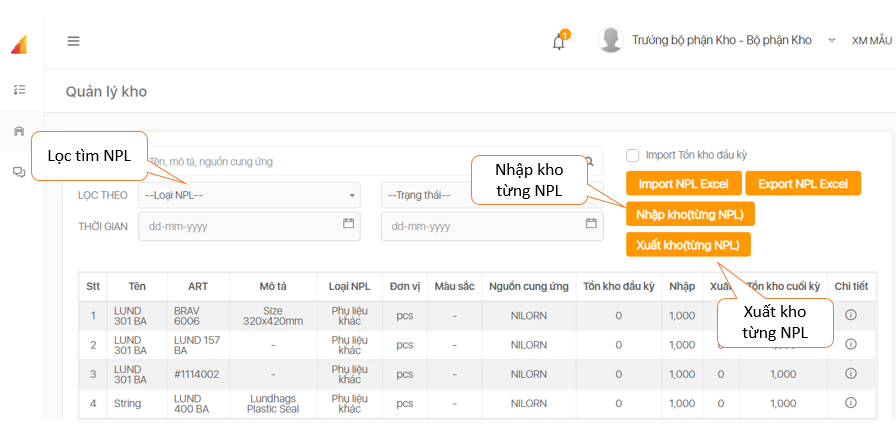 1
Trưởng bộ phận Kho - Bộ phận Kho
XM MẪU
Quản lý kho
Lọc tìm NPL
Tên, mô tả, nguồn cung ứng
Import Tồn kho đầu kỳ
Nhập kho
từng NPL
LỌC THEO
--Loại NPL--
--Trạng thái--
Import NPL Excel
Export NPL Excel
THỜI GIAN
dd-mm-yyyy
dd-mm-yyyy
Nhập kho(từng NPL)
Xuất kho(từng NPL)
Stt Tên ART Mô tả Loại NPL Đơn vị Màu sắc Nguồn cung ứng Tồn kho đầu kỳ Nhập Xuất Tồn kho cuối kỳ Chi tiết
1 LUND 301 BA BRAV 6006 Size 320x420mm Phụ liệu khác pcs - NILORN 0 1,000
Xuất kho
từng NPL
2 LUND 301 BA LUND 157 BA - Phụ liệu khác pcs - NILORN 0 1,000
3 LUND 301 BA #1114002 - Phụ liệu khác pcs - NILORN 0 1,000 0 1,000
4 String LUND 400 BA Lundhags Plastic Seal Phụ liệu khác pcs - NILORN 0 1,000 0 1,000